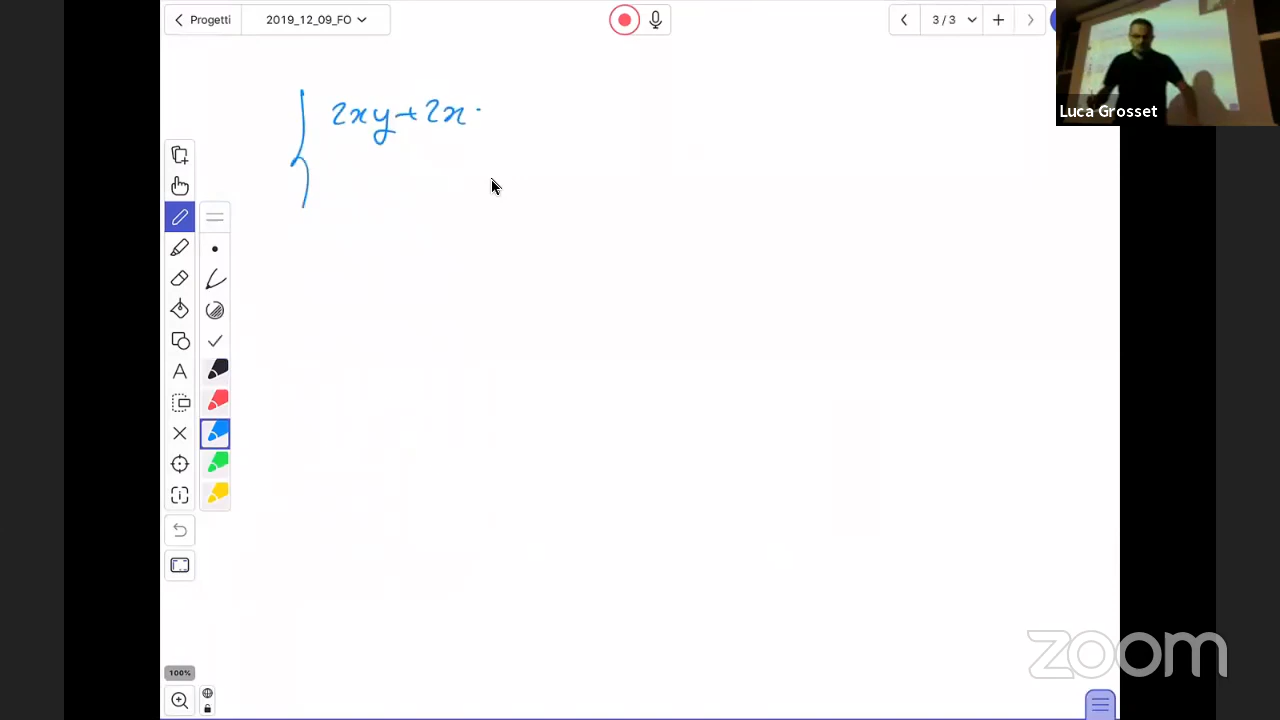 Progetti
2019_12_09_FO
3/3
Luca Grosset
2xy+2x -
A
100%
zoom